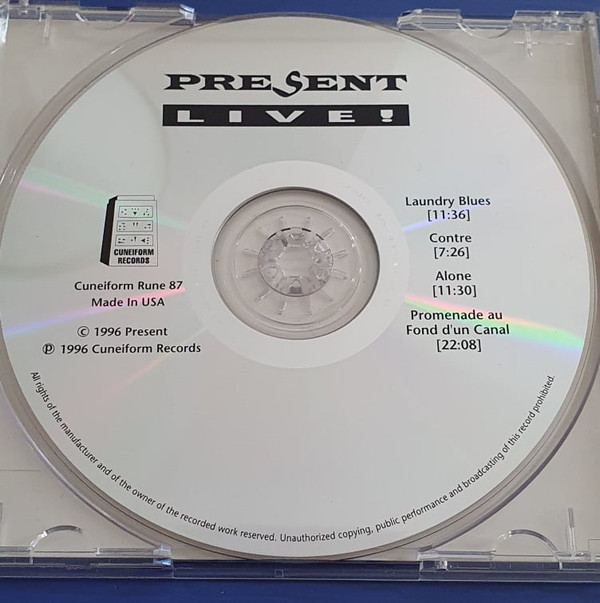 PRESENT
LIVE!
CUNEIFORM
RECORDS
Cuneiform Rune 87
Made In USA
© 1996 Present
℗ 1996 Cuneiform Records
Laundry Blues
[11:36]
Contre
[7:26]
Alone
[11:30]
Promenade au
Fond d'un Canal
[22:08]
All rights of the manufacturer and of the owner of the recorded work reserved. Unauthorized copying, public performance and broadcasting of this record prohibited.